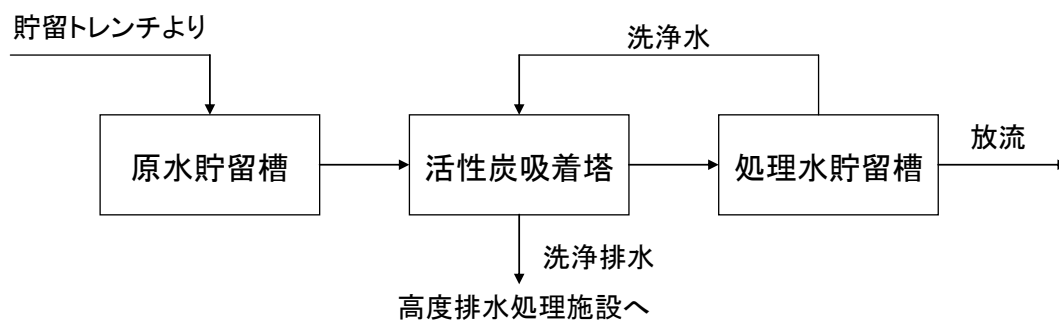 貯留トレンチより
洗浄水
原水貯留槽
活性炭吸着塔
処理水貯留槽
放流
洗浄排水
高度排水処理施設へ